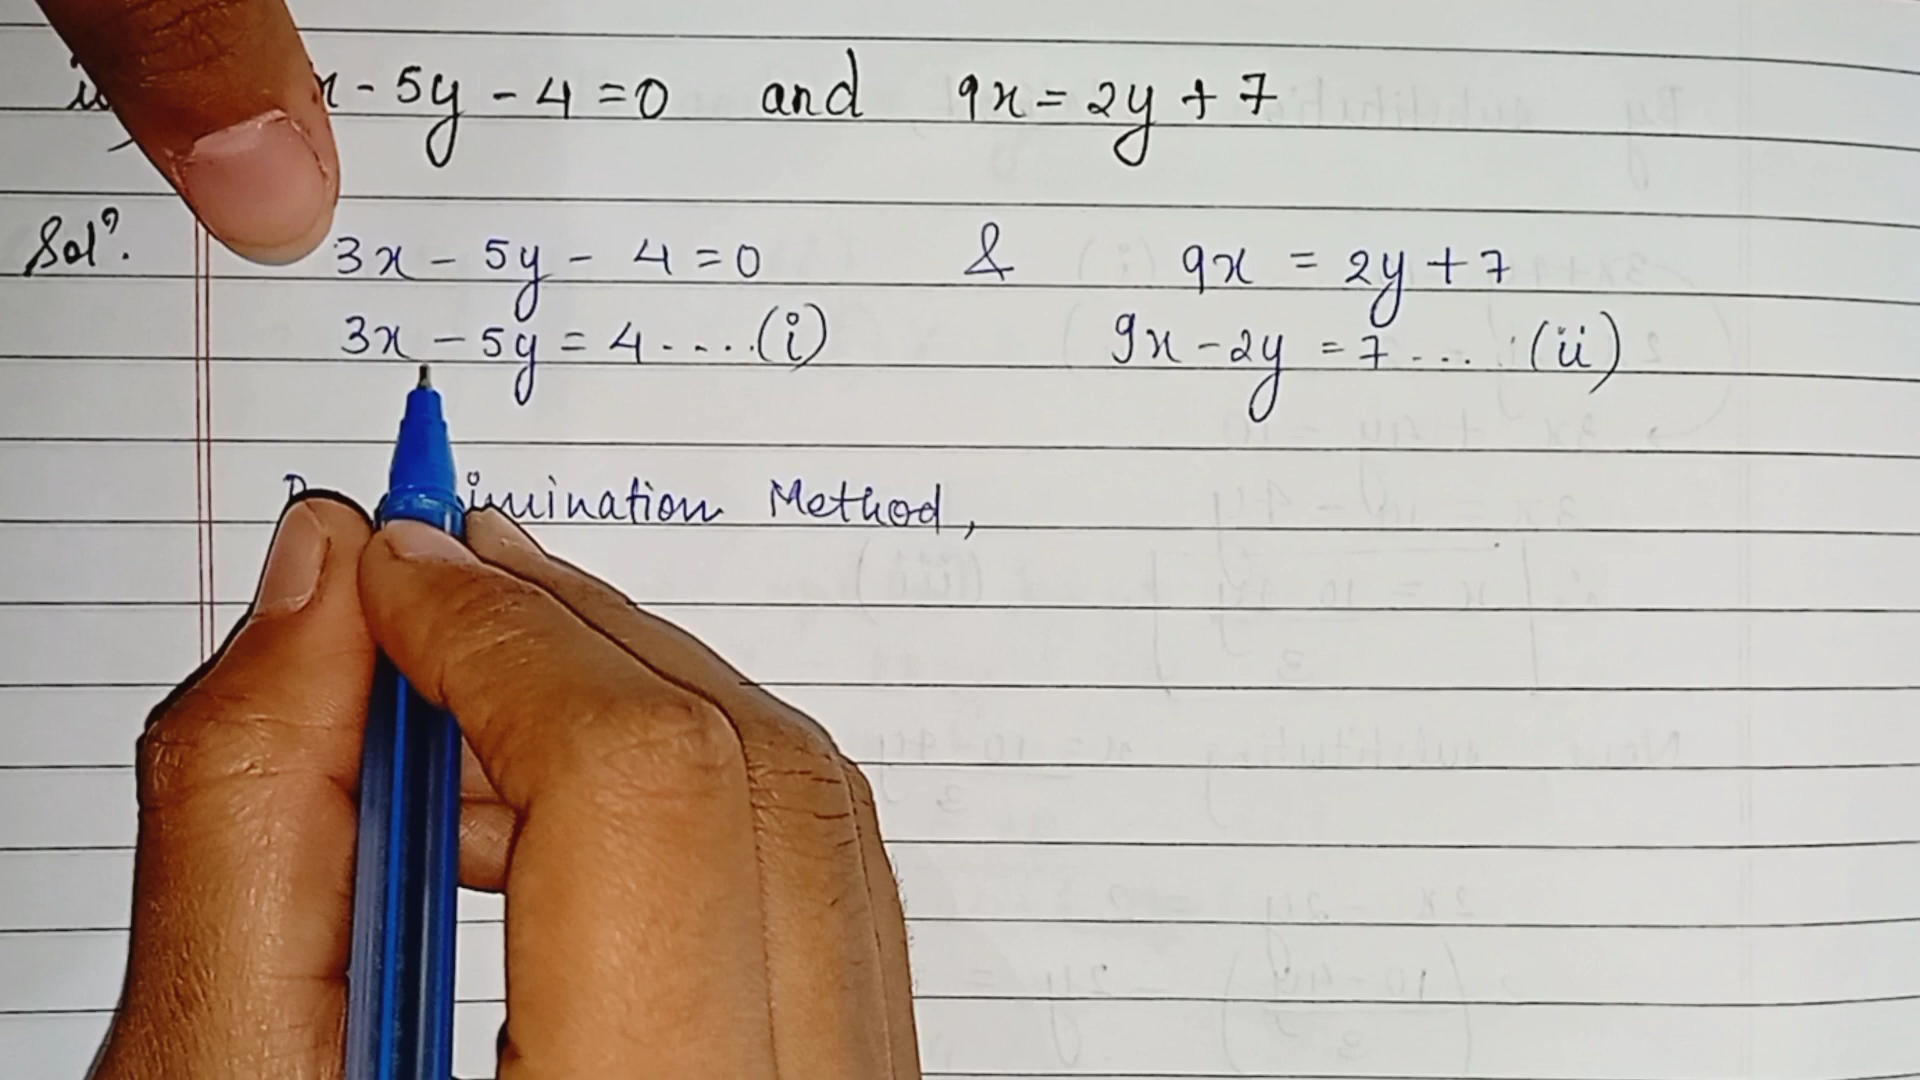 x - 5y - 4 = 0 and 9x = 2y + 7
Solⁿ. 3x - 5y - 4 = 0 & 9x = 2y + 7
3x - 5y = 4 ....(i) 9x - 2y = 7 ....(ii)
Method,